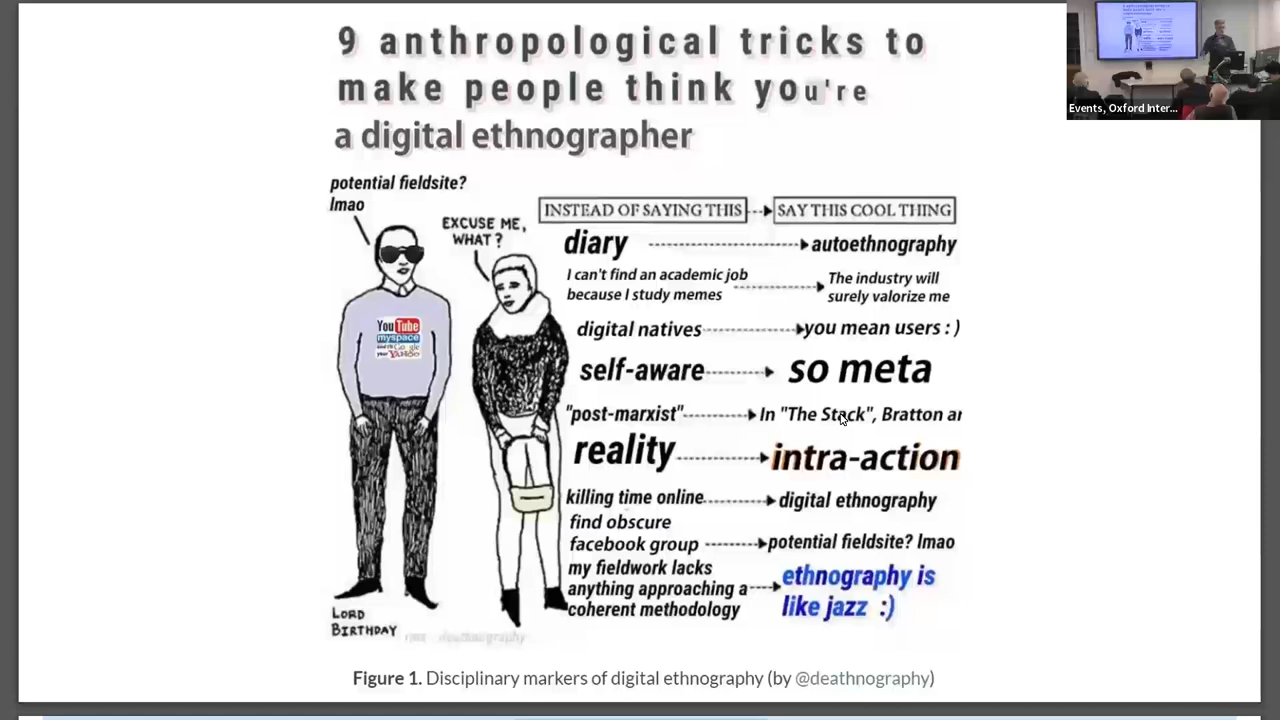 9 anthropological tricks to
make people think you're
a digital ethnographer
potential fieldsite?
lmao
EXCUSE ME,
WHAT?
INSTEAD OF SAYING THIS
SAY THIS COOL THING
diary
autoethnography
I can't find an academic job
because I study memes
The industry will
surely valorize me
digital natives
you mean users : )
self-aware
so meta
"post-marxist"
In "The Stack", Bratton ar
reality
intra-action
killing time online
digital ethnography
find obscure
facebook group
potential fieldsite? lmao
my fieldwork lacks
anything approaching a
coherent methodology
ethnography is
like jazz :)
YouTube
myspace
and I'll Google
your YAHOO!
LORD
BIRTHDAY
Figure 1. Disciplinary markers of digital ethnography (by @deathnography)
Events, Oxford Inter...